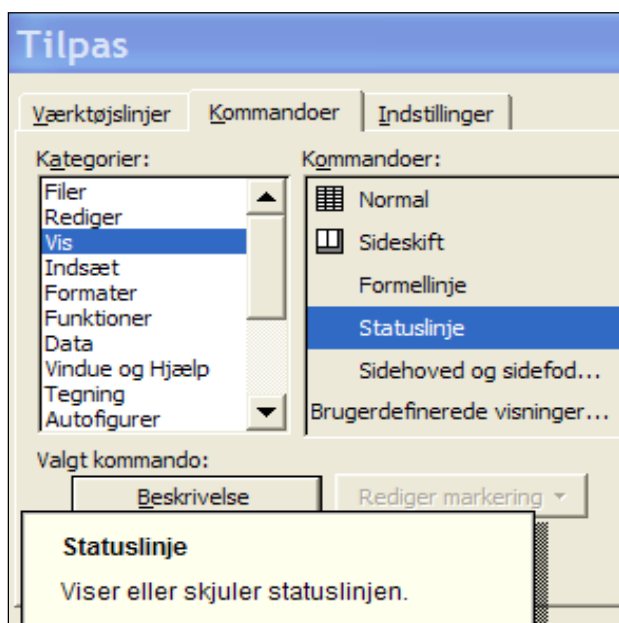 Tilpas
Værktøjslinjer Kommandoer Indstillinger
Kategorier:
Filer
Rediger
Vis
Indsæt
Formater
Funktioner
Data
Vindue og Hjælp
Tegning
Autofigurer
Kommandoer:
Normal
Sideskift
Formellinje
Statuslinje
Sidehoved og sidefod...
Brugerdefinerede visninger...
Valgt kommando:
Beskrivelse Rediger markering
Statuslinje
Viser eller skjuler statuslinjen.